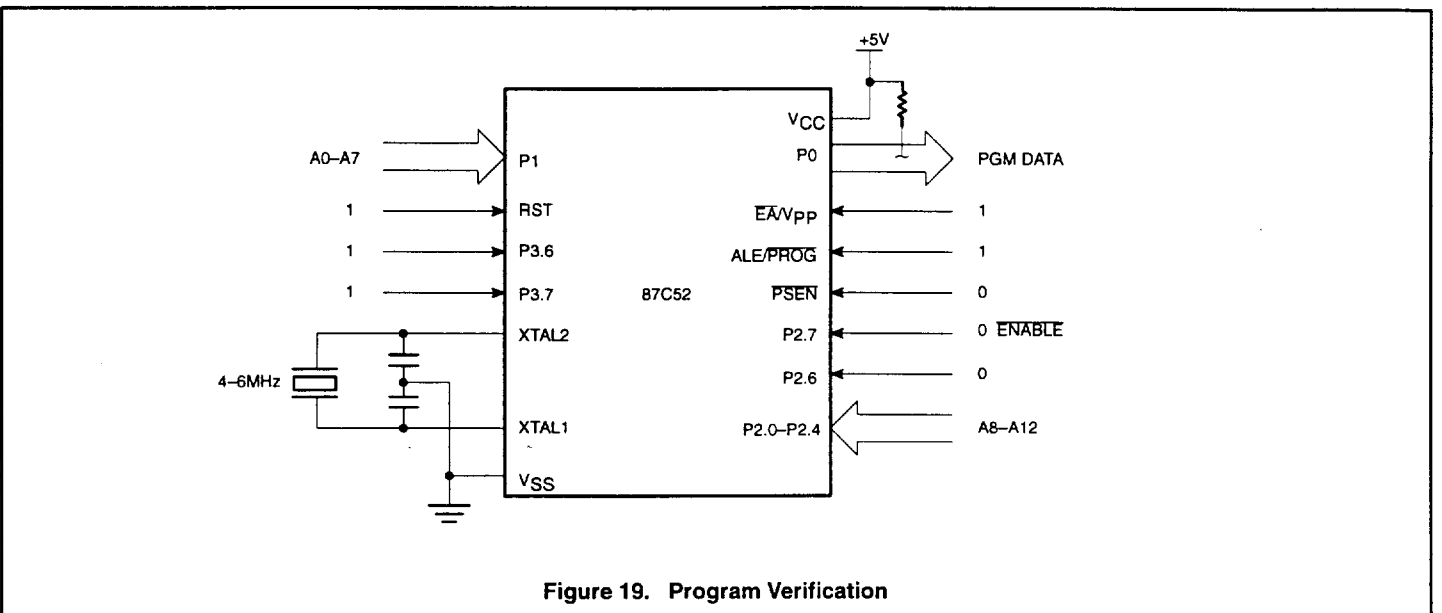 +5V
VCC
A0–A7
P1
P0
PGM DATA
1
RST
EA/VPP
1
1
P3.6
ALE/PROG
1
1
P3.7
87C52
PSEN
0
XTAL2
P2.7
0 ENABLE
4–6MHz
P2.6
0
XTAL1
P2.0–P2.4
A8–A12
VSS
Figure 19. Program Verification